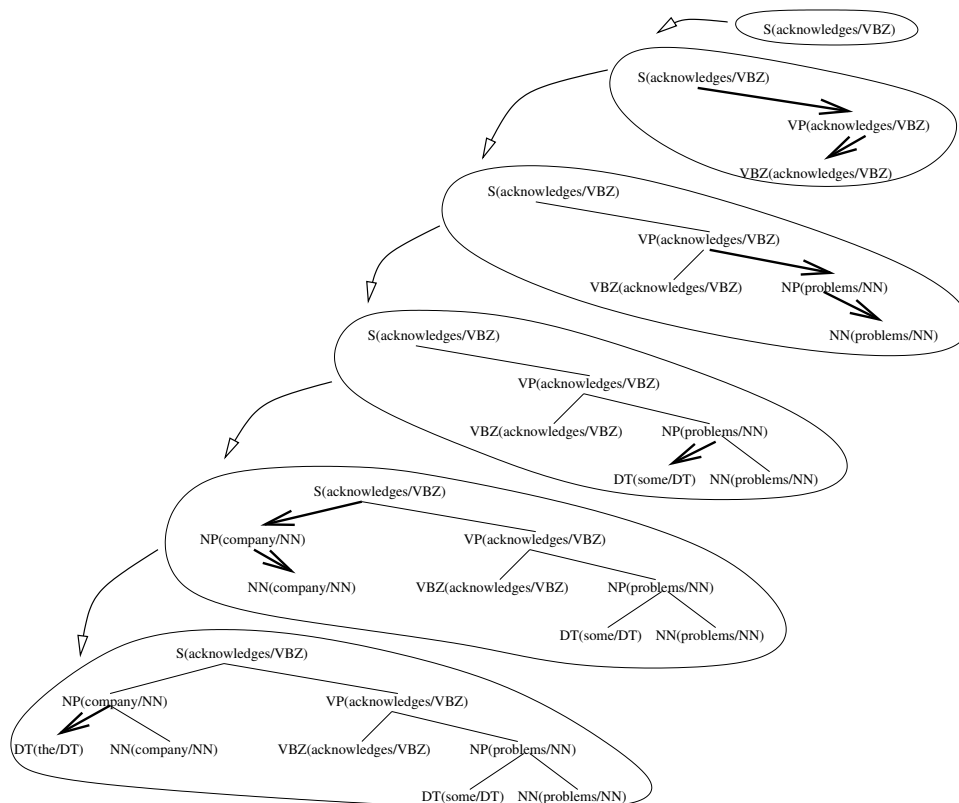 S(acknowledges/VBZ)
S(acknowledges/VBZ)
VP(acknowledges/VBZ)
VBZ(acknowledges/VBZ)
S(acknowledges/VBZ)
VP(acknowledges/VBZ)
VBZ(acknowledges/VBZ) NP(problems/NN)
NN(problems/NN)
S(acknowledges/VBZ)
VP(acknowledges/VBZ)
VBZ(acknowledges/VBZ) NP(problems/NN)
DT(some/DT) NN(problems/NN)
S(acknowledges/VBZ)
NP(company/NN) VP(acknowledges/VBZ)
NN(company/NN) VBZ(acknowledges/VBZ) NP(problems/NN)
DT(some/DT) NN(problems/NN)
S(acknowledges/VBZ)
NP(company/NN) VP(acknowledges/VBZ)
DT(the/DT) NN(company/NN) VBZ(acknowledges/VBZ) NP(problems/NN)
DT(some/DT) NN(problems/NN)